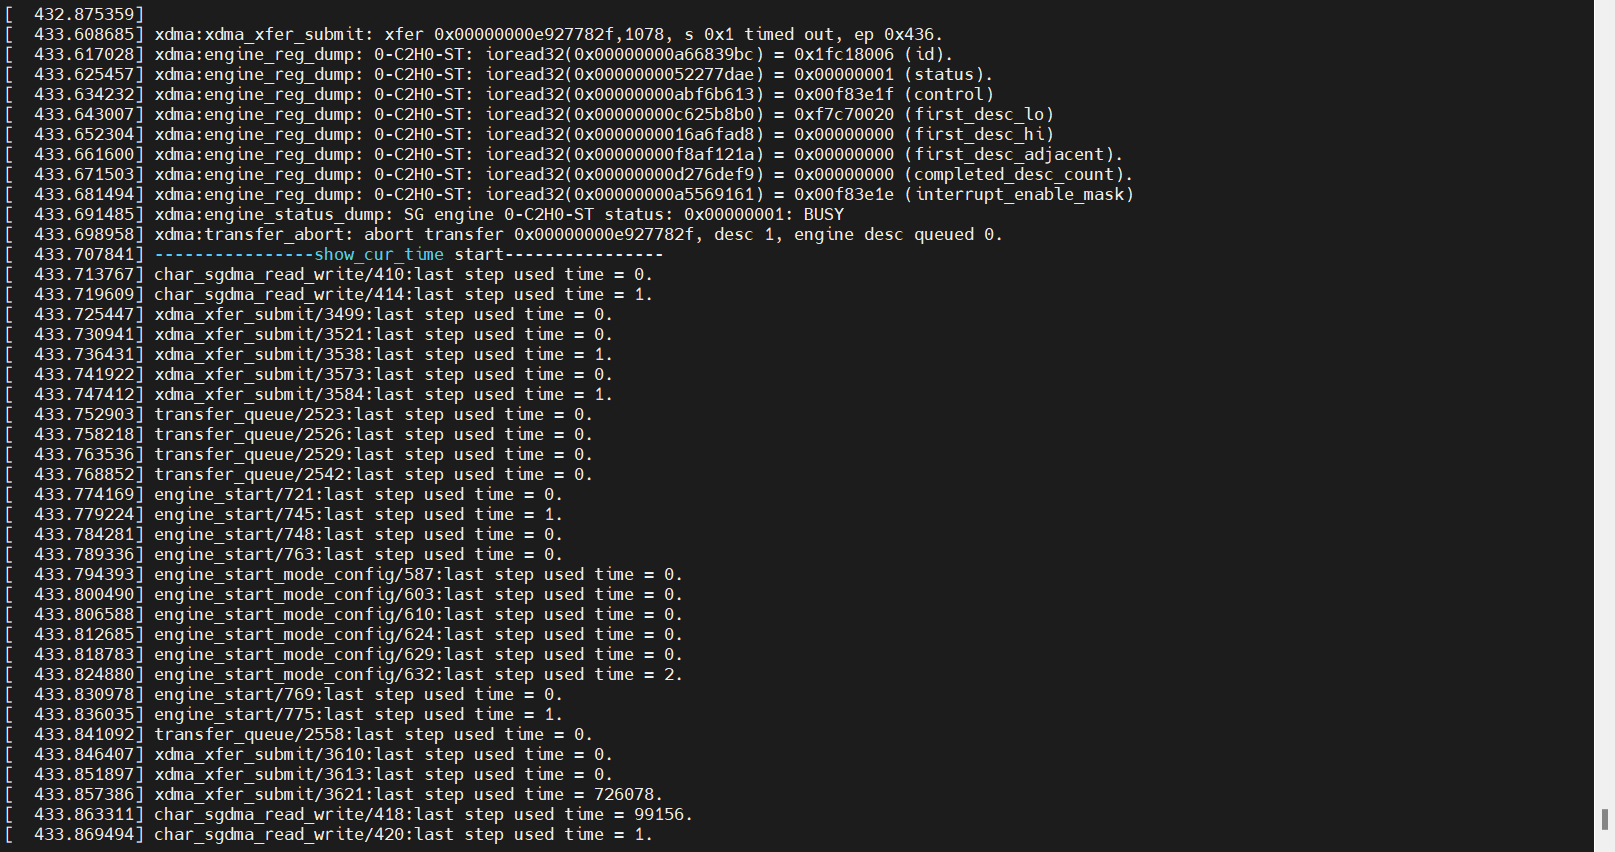 [  432.875359]
[  433.608685] xdma:xdma_xfer_submit: xfer 0x00000000e927782f,1078, s 0x1 timed out, ep 0x436.
[  433.617028] xdma:engine_reg_dump: 0-C2H0-ST: ioread32(0x00000000a66839bc) = 0x1fc18006 (id).
[  433.625457] xdma:engine_reg_dump: 0-C2H0-ST: ioread32(0x0000000052277dae) = 0x00000001 (status).
[  433.634232] xdma:engine_reg_dump: 0-C2H0-ST: ioread32(0x00000000abf6b613) = 0x00f83e1f (control)
[  433.643007] xdma:engine_reg_dump: 0-C2H0-ST: ioread32(0x00000000c625b8b0) = 0xf7c70020 (first_desc_lo)
[  433.652304] xdma:engine_reg_dump: 0-C2H0-ST: ioread32(0x0000000016a6fad8) = 0x00000000 (first_desc_hi)
[  433.661600] xdma:engine_reg_dump: 0-C2H0-ST: ioread32(0x00000000f8af121a) = 0x00000000 (first_desc_adjacent).
[  433.671503] xdma:engine_reg_dump: 0-C2H0-ST: ioread32(0x00000000d276def9) = 0x00000000 (completed_desc_count).
[  433.681494] xdma:engine_reg_dump: 0-C2H0-ST: ioread32(0x00000000a5569161) = 0x00f83e1e (interrupt_enable_mask)
[  433.691485] xdma:engine_status_dump: SG engine 0-C2H0-ST status: 0x00000001: BUSY
[  433.698958] xdma:transfer_abort: abort transfer 0x00000000e927782f, desc 1, engine desc queued 0.
[  433.707841] ----------------show_cur_time start----------------
[  433.713767] char_sgdma_read_write/410:last step used time = 0.
[  433.719609] char_sgdma_read_write/414:last step used time = 1.
[  433.725447] xdma_xfer_submit/3499:last step used time = 0.
[  433.730941] xdma_xfer_submit/3521:last step used time = 0.
[  433.736431] xdma_xfer_submit/3538:last step used time = 1.
[  433.741922] xdma_xfer_submit/3573:last step used time = 0.
[  433.747412] xdma_xfer_submit/3584:last step used time = 1.
[  433.752903] transfer_queue/2523:last step used time = 0.
[  433.758218] transfer_queue/2526:last step used time = 0.
[  433.763536] transfer_queue/2529:last step used time = 0.
[  433.768852] transfer_queue/2542:last step used time = 0.
[  433.774169] engine_start/721:last step used time = 0.
[  433.779224] engine_start/745:last step used time = 1.
[  433.784281] engine_start/748:last step used time = 0.
[  433.789336] engine_start/763:last step used time = 0.
[  433.794393] engine_start_mode_config/587:last step used time = 0.
[  433.800490] engine_start_mode_config/603:last step used time = 0.
[  433.806588] engine_start_mode_config/610:last step used time = 0.
[  433.812685] engine_start_mode_config/624:last step used time = 0.
[  433.818783] engine_start_mode_config/629:last step used time = 0.
[  433.824880] engine_start_mode_config/632:last step used time = 2.
[  433.830978] engine_start/769:last step used time = 0.
[  433.836035] engine_start/775:last step used time = 1.
[  433.841092] transfer_queue/2558:last step used time = 0.
[  433.846407] xdma_xfer_submit/3610:last step used time = 0.
[  433.851897] xdma_xfer_submit/3613:last step used time = 0.
[  433.857386] xdma_xfer_submit/3621:last step used time = 726078.
[  433.863311] char_sgdma_read_write/418:last step used time = 99156.
[  433.869494] char_sgdma_read_write/420:last step used time = 1.